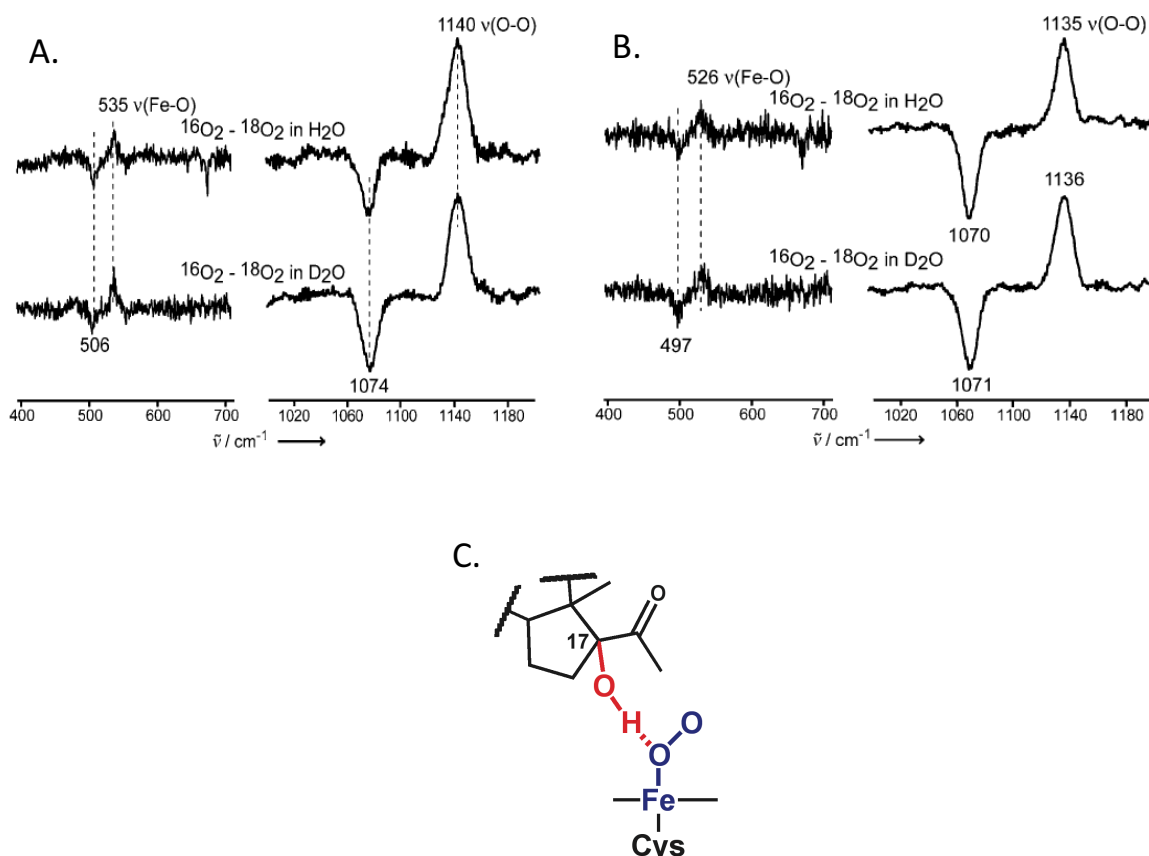 A.
1140 ν(O-O)
535 ν(Fe-O)
16O2 - 18O2 in H2O
16O2 - 18O2 in D2O
506
1074
400 500 600 700
1020 1060 1100 1140 1180
ν̃ / cm-1
B.
1135 ν(O-O)
526 ν(Fe-O)
16O2 - 18O2 in H2O
1136
1070
16O2 - 18O2 in D2O
497
1071
400 500 600 700
1020 1060 1100 1140 1180
ν̃ / cm-1
C.
O
17
O
H
O
O
Fe
Cys